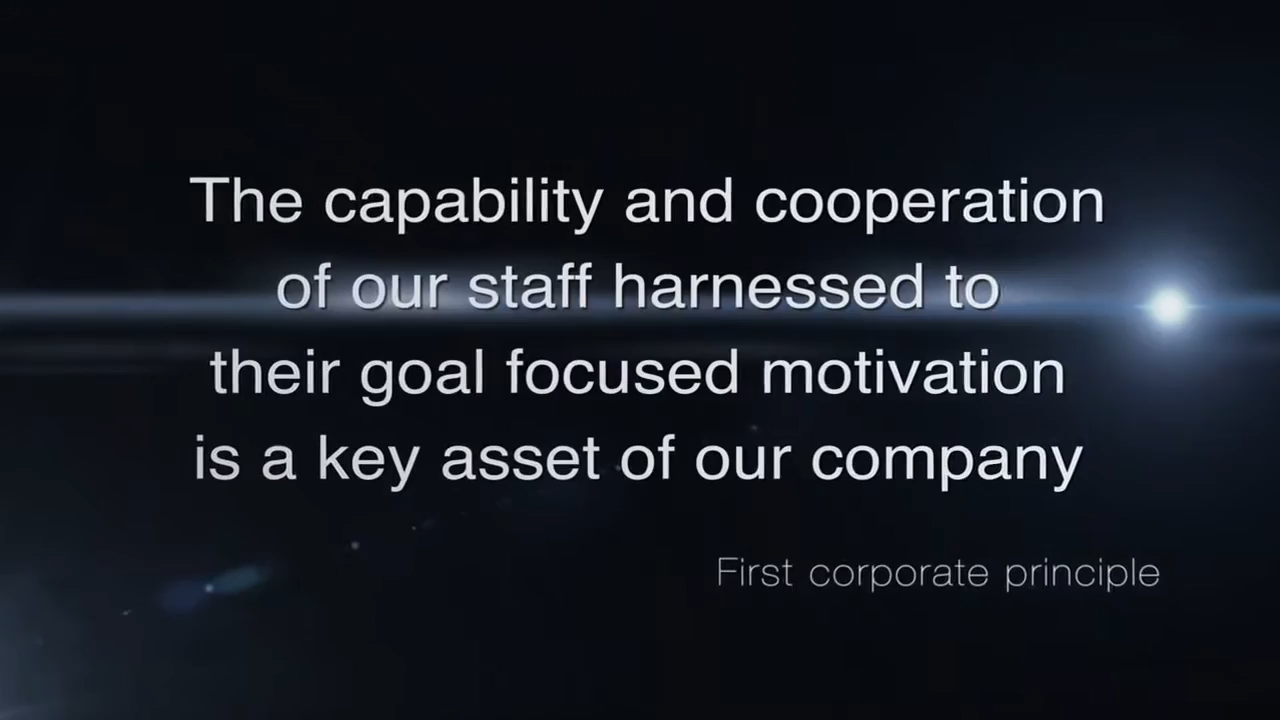 The capability and cooperation
of our staff harnessed to
their goal focused motivation
is a key asset of our company
First corporate principle